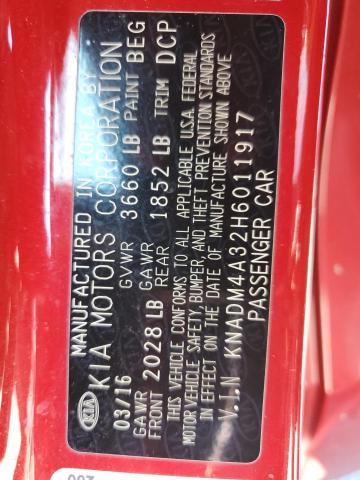 MANUFACTURED IN KOREA BY
KIA KIA MOTORS CORPORATION
03/16 GVWR 3660 LB PAINT BEG
GAWR FRONT 2028 LB GAWR REAR 1852 LB TRIM DCP
THIS VEHICLE CONFORMS TO ALL APPLICABLE U.S.A. FEDERAL
MOTOR VEHICLE SAFETY, BUMPER, AND THEFT PREVENTION STANDARDS
IN EFFECT ON THE DATE OF MANUFACTURE SHOWN ABOVE
V.I.N KNADM4A32H6011917
PASSENGER CAR